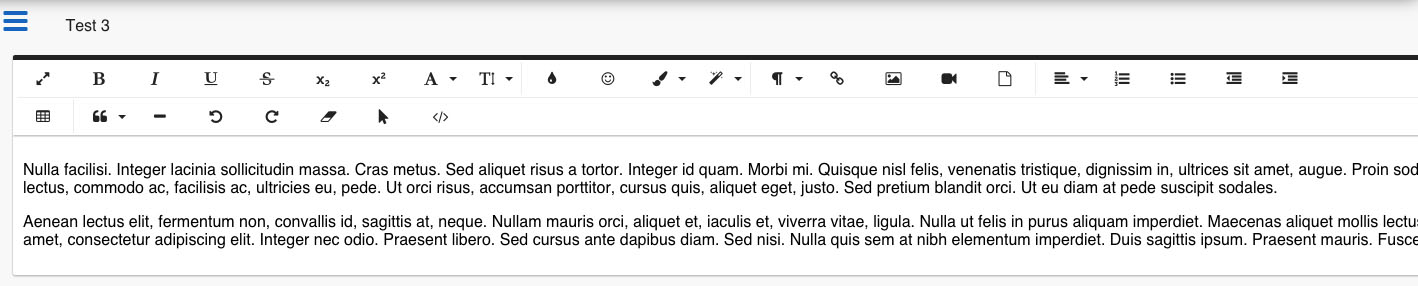 Test 3
B I U S x₂ x² A TI ¶
</>
Nulla facilisi. Integer lacinia sollicitudin massa. Cras metus. Sed aliquet risus a tortor. Integer id quam. Morbi mi. Quisque nisl felis, venenatis tristique, dignissim in, ultrices sit amet, augue. Proin sod
lectus, commodo ac, facilisis ac, ultricies eu, pede. Ut orci risus, accumsan porttitor, cursus quis, aliquet eget, justo. Sed pretium blandit orci. Ut eu diam at pede suscipit sodales.
Aenean lectus elit, fermentum non, convallis id, sagittis at, neque. Nullam mauris orci, aliquet et, iaculis et, viverra vitae, ligula. Nulla ut felis in purus aliquam imperdiet. Maecenas aliquet mollis lectus
amet, consectetur adipiscing elit. Integer nec odio. Praesent libero. Sed cursus ante dapibus diam. Sed nisi. Nulla quis sem at nibh elementum imperdiet. Duis sagittis ipsum. Praesent mauris. Fusce